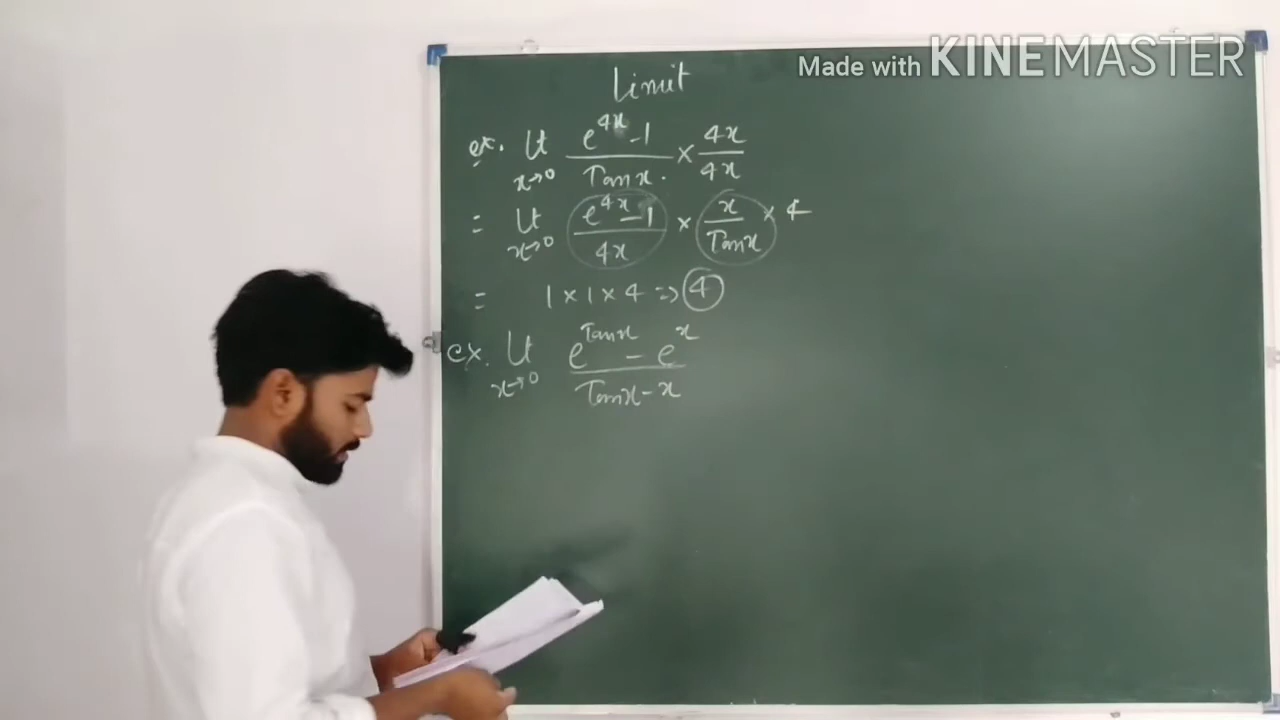 Made with KINEMASTER
Limit
ex. Lt x→0 (e^{4x} - 1)/(Tan x) × 4x/4x
= Lt x→0 (e^{4x} - 1)/(4x) × x/(Tan x) × 4
= 1 × 1 × 4 ⇒ 4
ex. Lt x→0 (e^{Tan x} - e^{x})/(Tan x - x)